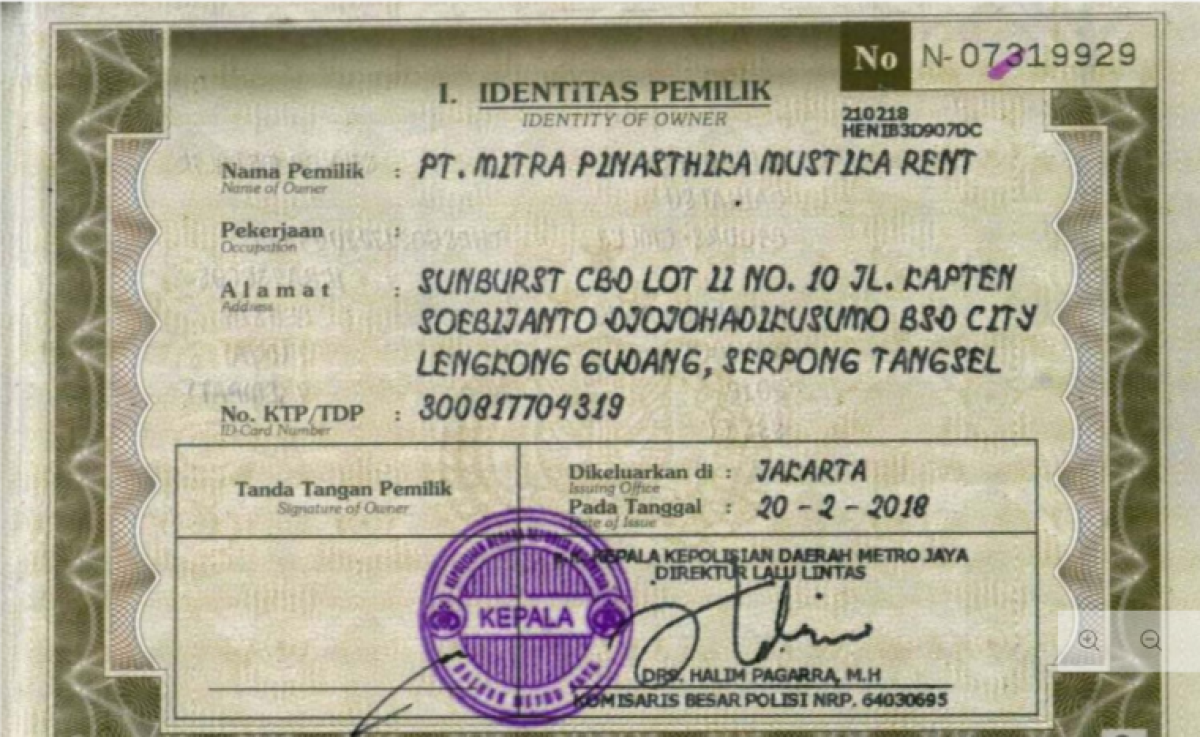 No N-07319929
I. IDENTITAS PEMILIK
IDENTITY OF OWNER
210218
HENIB3D907DC
Nama Pemilik : PT. MITRA PINASTHIKA MUSTIKA RENT
Name of Owner
Pekerjaan :
Occupation
Alamat : SUNBURST CBD LOT II NO. 10 JL. KAPTEN
Address
SOEBIJANTO DJOJOHADIKUSUMO BSD CITY
LENGKONG GUDANG, SERPONG TANGSEL
No. KTP/TDP : 300817704319
ID-Card Number
Dikeluarkan di : JAKARTA
Issuing Office
Tanda Tangan Pemilik
Signature of Owner
Pada Tanggal : 20 - 2 - 2018
Date of Issue
KEPALA KEPOLISIAN DAERAH METRO JAYA
DIREKTUR LALU LINTAS
KEPALA
DRS. HALIM PAGARRA, M.H
KOMISARIS BESAR POLISI NRP. 64030695